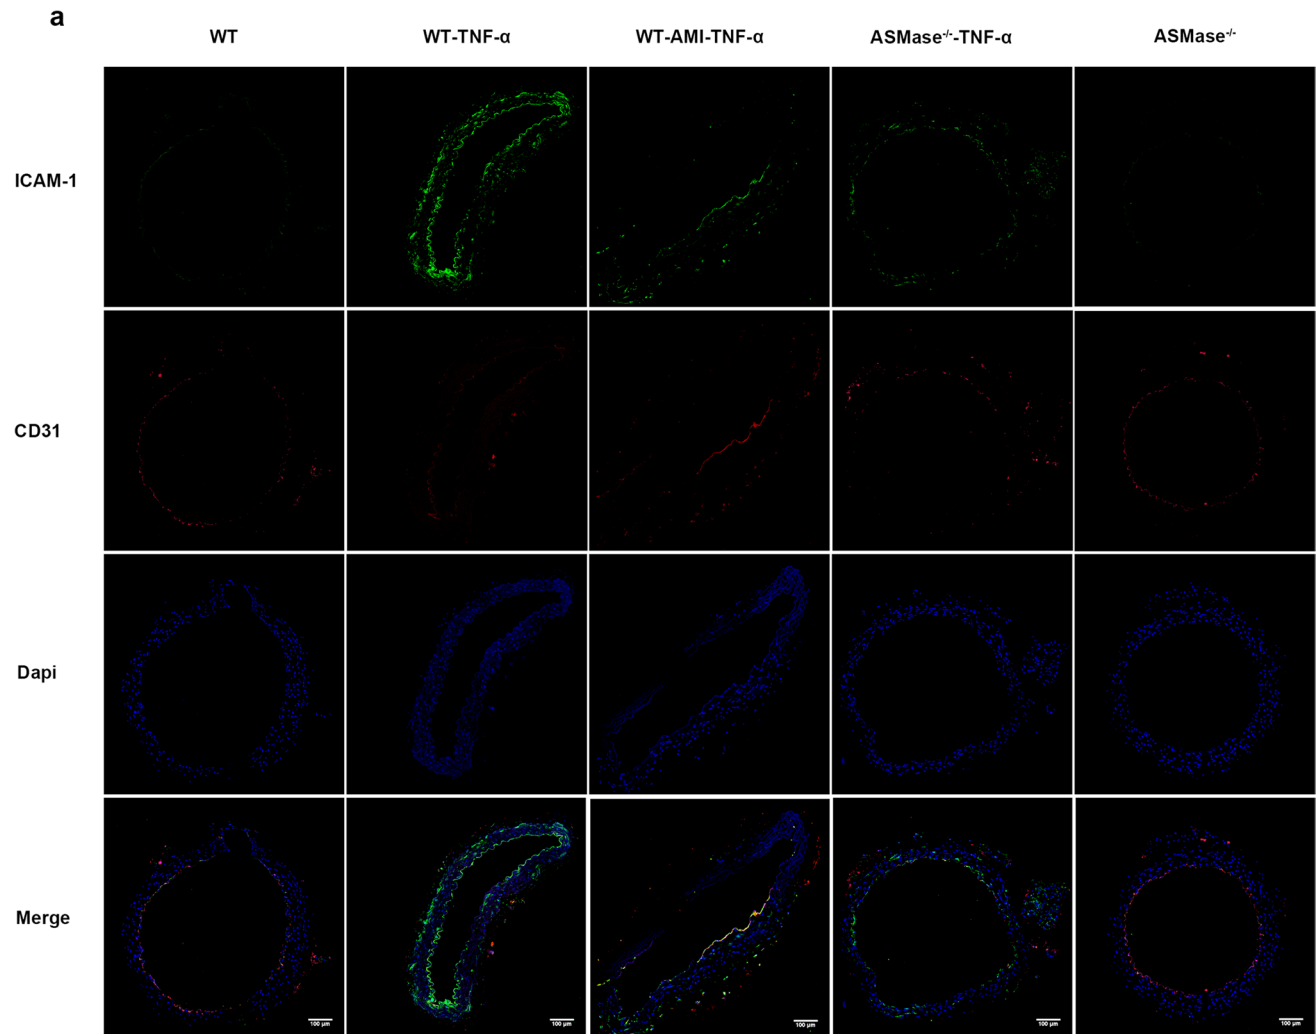 a
WT WT-TNF-α WT-AMI-TNF-α ASMase⁻/⁻-TNF-α ASMase⁻/⁻
ICAM-1
CD31
Dapi
Merge
100 µm 100 µm 100 µm 100 µm 100 µm